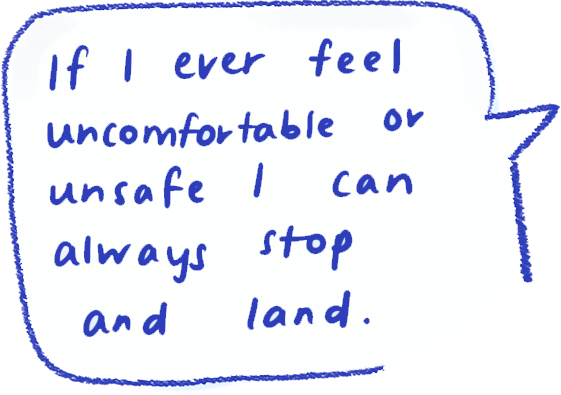 If I ever feel
uncomfortable or
unsafe I can
always stop
and land.